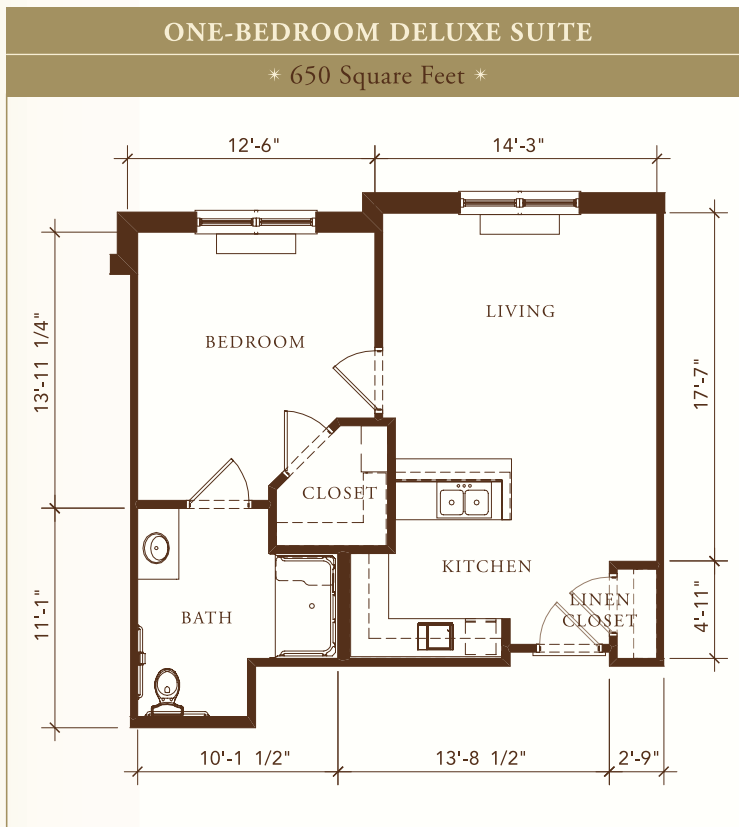 ONE-BEDROOM DELUXE SUITE
* 650 Square Feet *
12'-6"
14'-3"
13'-11 1/4"
BEDROOM
LIVING
17'-7"
CLOSET
KITCHEN
11'-1"
BATH
LINEN
CLOSET
4'-11"
10'-1 1/2"
13'-8 1/2"
2'-9"